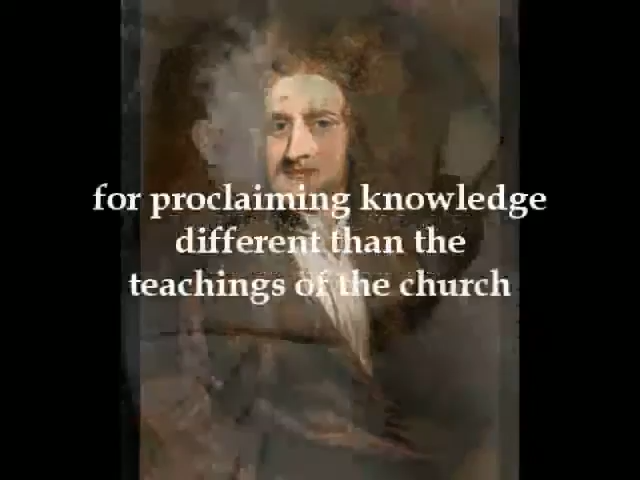 for proclaiming knowledge
different than the
teachings of the church